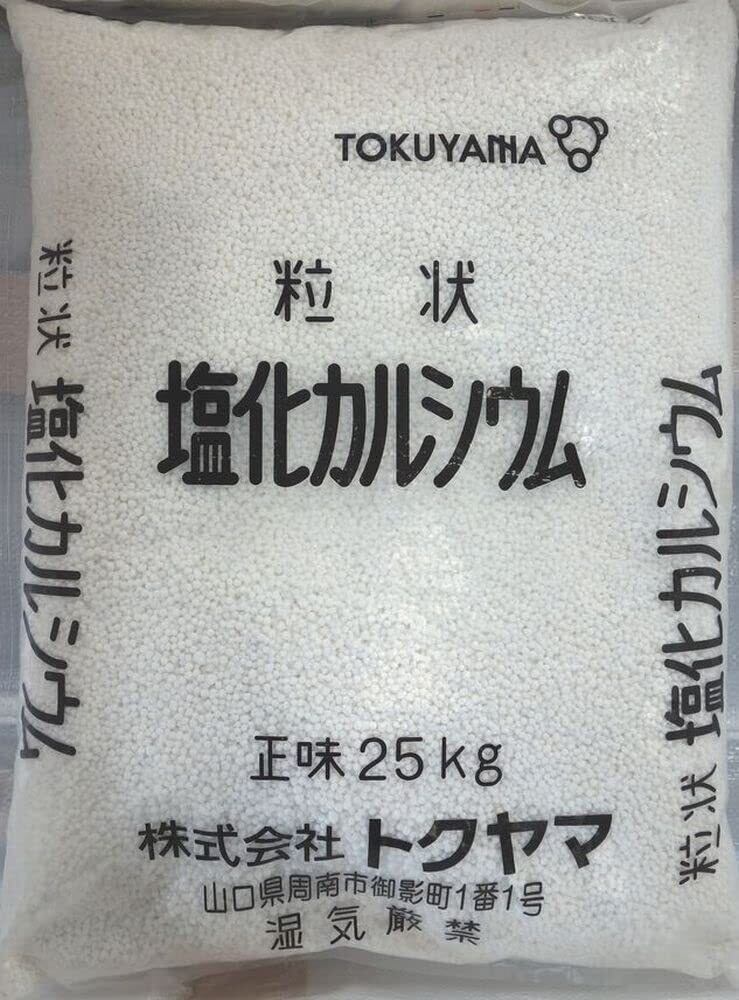 TOKUYAMA
粒状
塩化カルシウム
正味25kg
株式会社トクヤマ
山口県周南市御影町1番1号
湿気厳禁
粒状 塩化カルシウム
粒状 塩化カルシウム